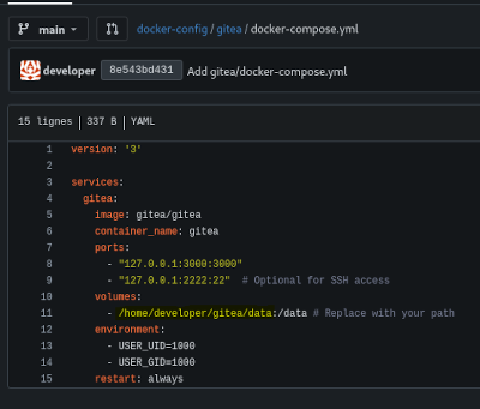 main docker-config / gitea / docker-compose.yml
developer 8e543bd431 Add gitea/docker-compose.yml
15 lignes | 337 B | YAML
1 version: '3'
2
3 services:
4 gitea:
5 image: gitea/gitea
6 container_name: gitea
7 ports:
8 - "127.0.0.1:3000:3000"
9 - "127.0.0.1:2222:22" # Optional for SSH access
10 volumes:
11 - /home/developer/gitea/data:/data # Replace with your path
12 environment:
13 - USER_UID=1000
14 - USER_GID=1000
15 restart: always